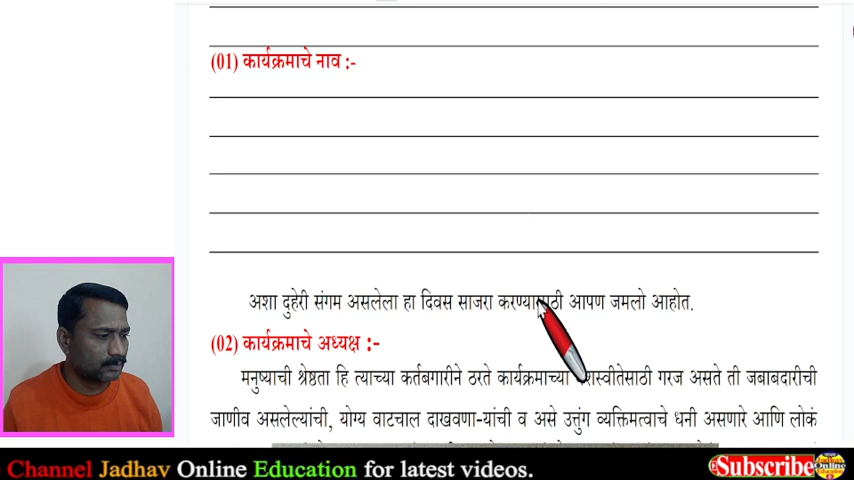 (01) कार्यक्रमाचे नाव :-
अशा दुहेरी संगम असलेला हा दिवस साजरा करण्यासाठी आपण जमलो आहोत.
(02) कार्यक्रमाचे अध्यक्ष :-
मनुष्याची श्रेष्ठता हि त्याच्या कर्तबगारीने ठरते कार्यक्रमाच्या यशस्वीतेसाठी गरज असते ती जबाबदारीची
जाणीव असलेल्यांची, योग्य वाटचाल दाखवणा-यांची व असे उत्तुंग व्यक्तिमत्वाचे धनी असणारे आणि लोकं
Channel Jadhav Online Education for latest videos.
Subscribe
Jadhav
Online